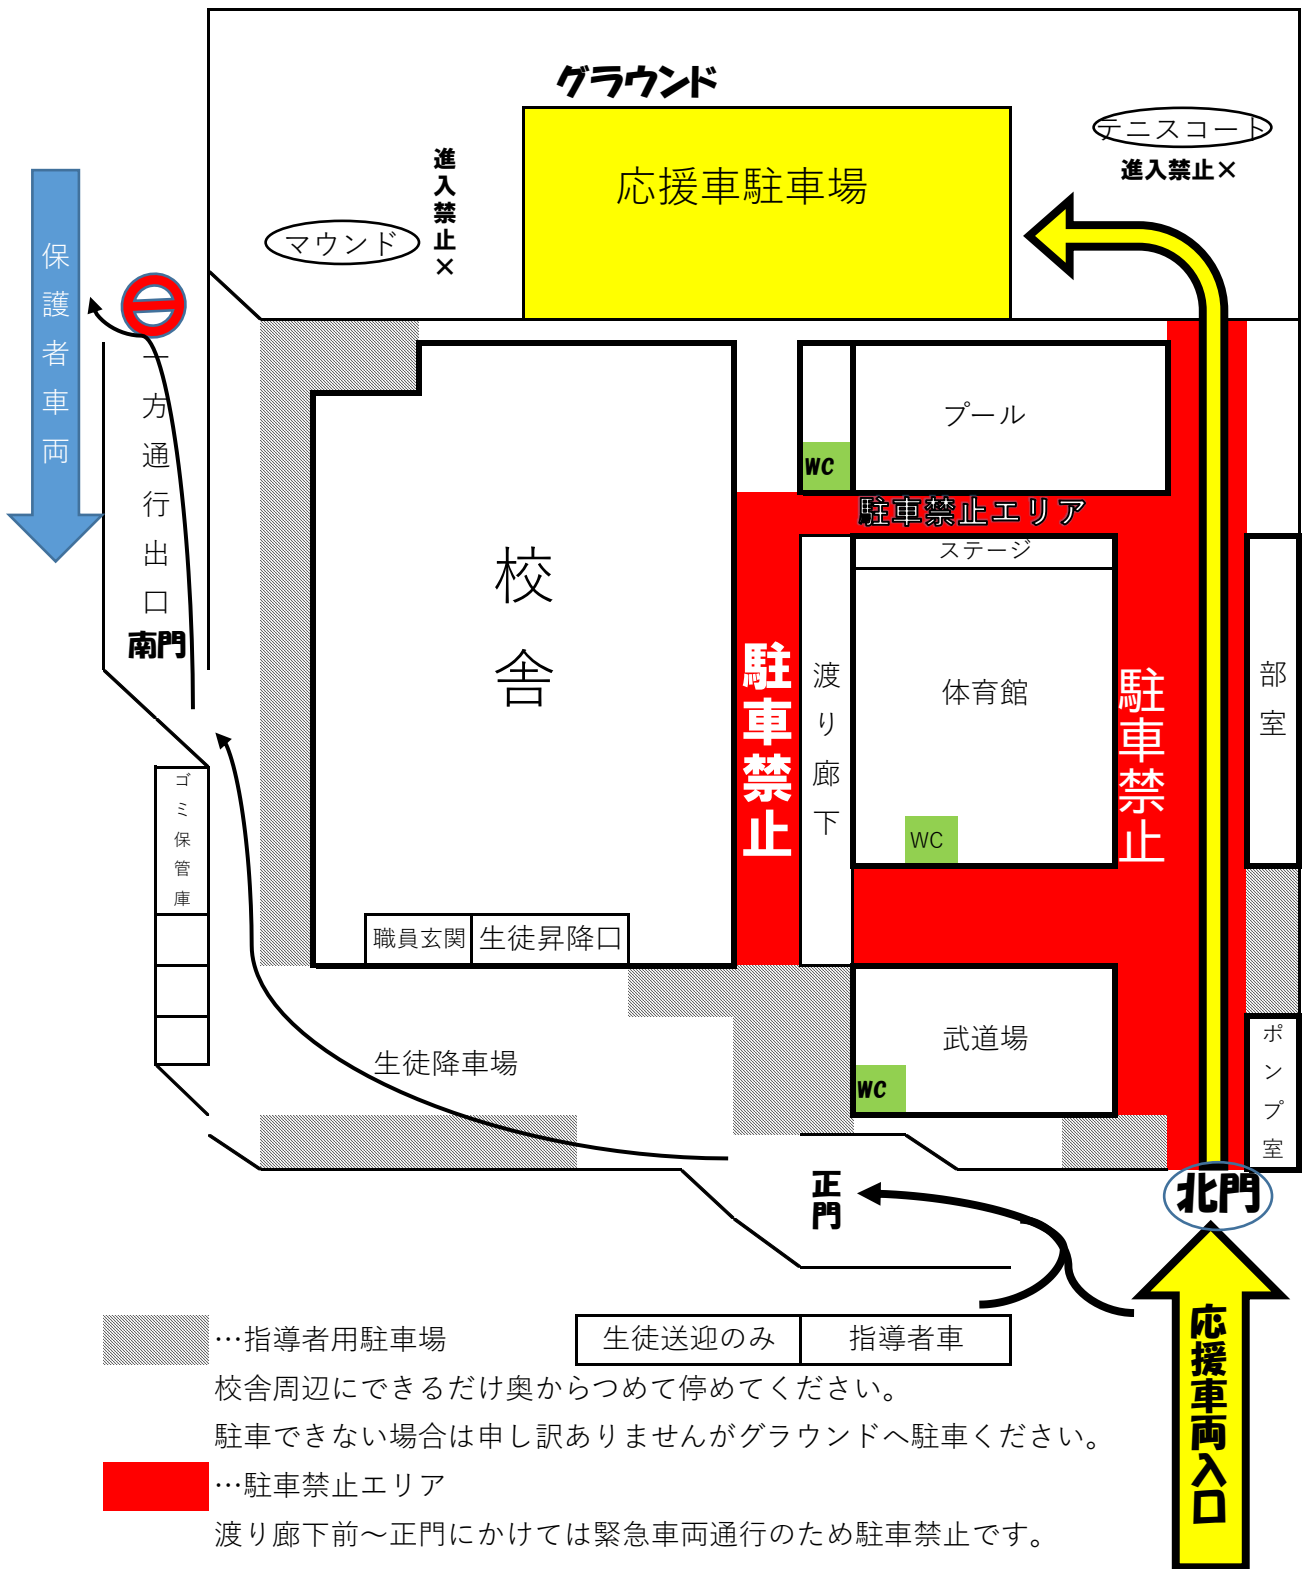 グラウンド
応援車駐車場
テニスコート
進入禁止×
進入禁止×
マウンド
保護者車両
一方通行出口
南門
プール
WC
駐車禁止エリア
ステージ
校舎
駐車禁止
渡り廊下
体育館
駐車禁止
部室
WC
ゴミ保管庫
職員玄関
生徒昇降口
武道場
WC
ポンプ室
生徒降車場
正門
北門
応援車両入口
…指導者用駐車場
生徒送迎のみ
指導者車
校舎周辺にできるだけ奥からつめて停めてください。
駐車できない場合は申し訳ありませんがグラウンドへ駐車ください。
…駐車禁止エリア
渡り廊下前～正門にかけては緊急車両通行のため駐車禁止です。